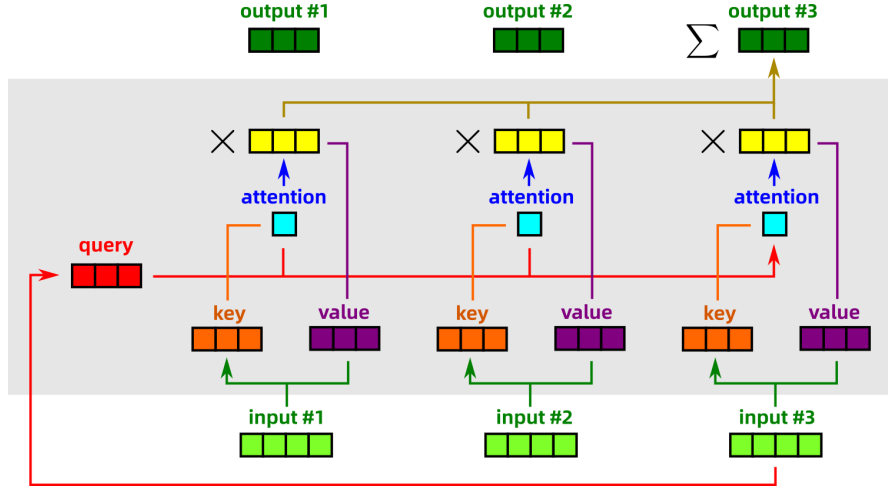 output #1
output #2
output #3
∑
×
×
×
attention
attention
attention
query
key
value
key
value
key
value
input #1
input #2
input #3